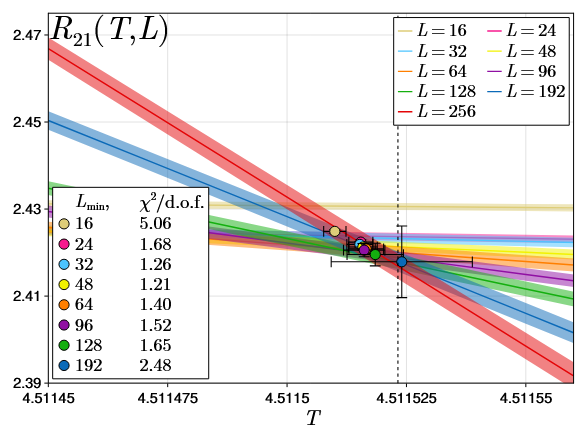 R₂₁(T,L)
2.47
2.45
2.43
2.41
2.39
L=16 L=24
L=32 L=48
L=64 L=96
L=128 L=192
L=256
Lmin, χ²/d.o.f.
16 5.06
24 1.68
32 1.26
48 1.21
64 1.40
96 1.52
128 1.65
192 2.48
4.51145 4.511475 4.5115 4.511525 4.51155
T